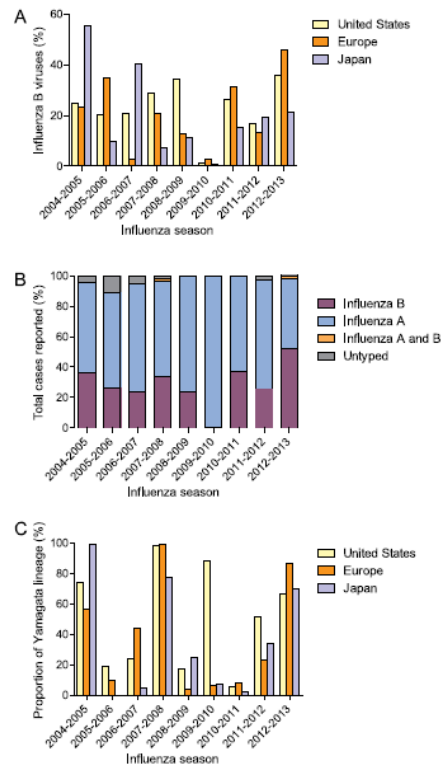 A
Influenza B viruses (%)
60
40
20
0
United States
Europe
Japan
2004-2005
2005-2006
2006-2007
2007-2008
2008-2009
2009-2010
2010-2011
2011-2012
2012-2013
Influenza season
B
Total cases reported (%)
100
80
60
40
20
0
Influenza B
Influenza A
Influenza A and B
Untyped
2004-2005
2005-2006
2006-2007
2007-2008
2008-2009
2009-2010
2010-2011
2011-2012
2012-2013
Influenza season
C
Proportion of Yamagata lineage (%)
100
80
60
40
20
0
United States
Europe
Japan
2004-2005
2005-2006
2006-2007
2007-2008
2008-2009
2009-2010
2010-2011
2011-2012
2012-2013
Influenza season